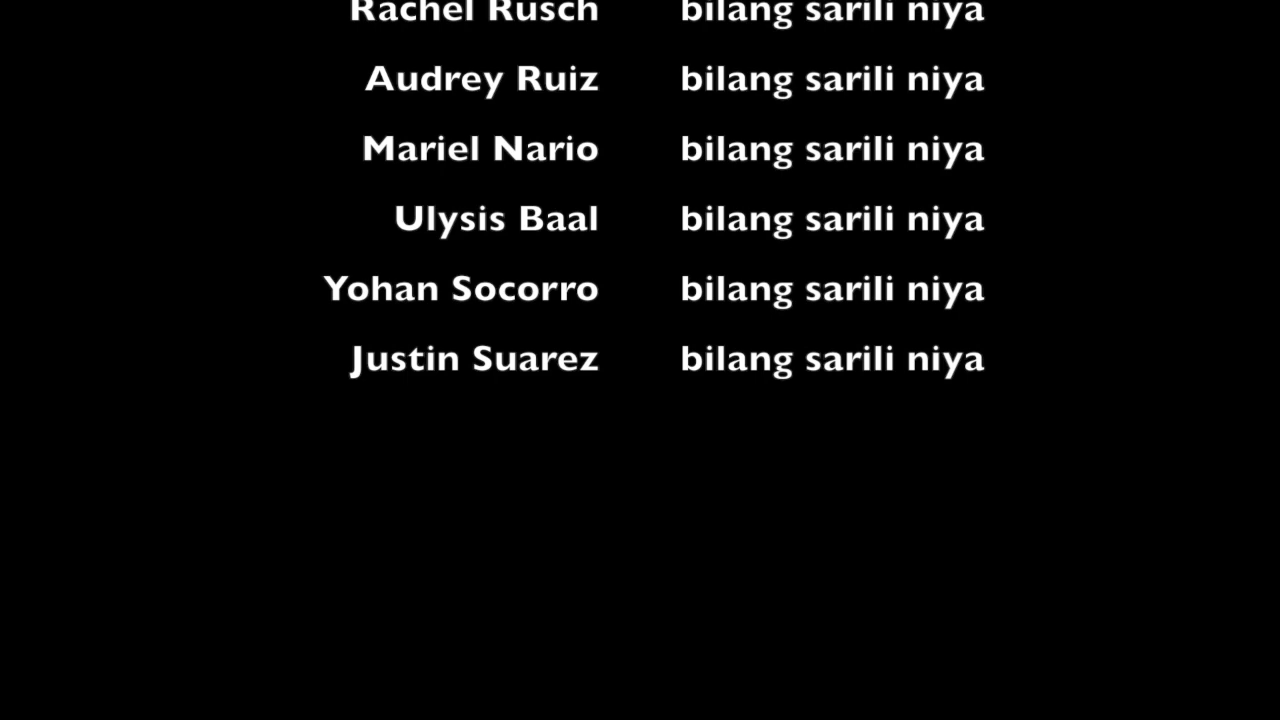 Rachel Rusch bilang sarili niya
Audrey Ruiz bilang sarili niya
Mariel Nario bilang sarili niya
Ulysis Baal bilang sarili niya
Yohan Socorro bilang sarili niya
Justin Suarez bilang sarili niya